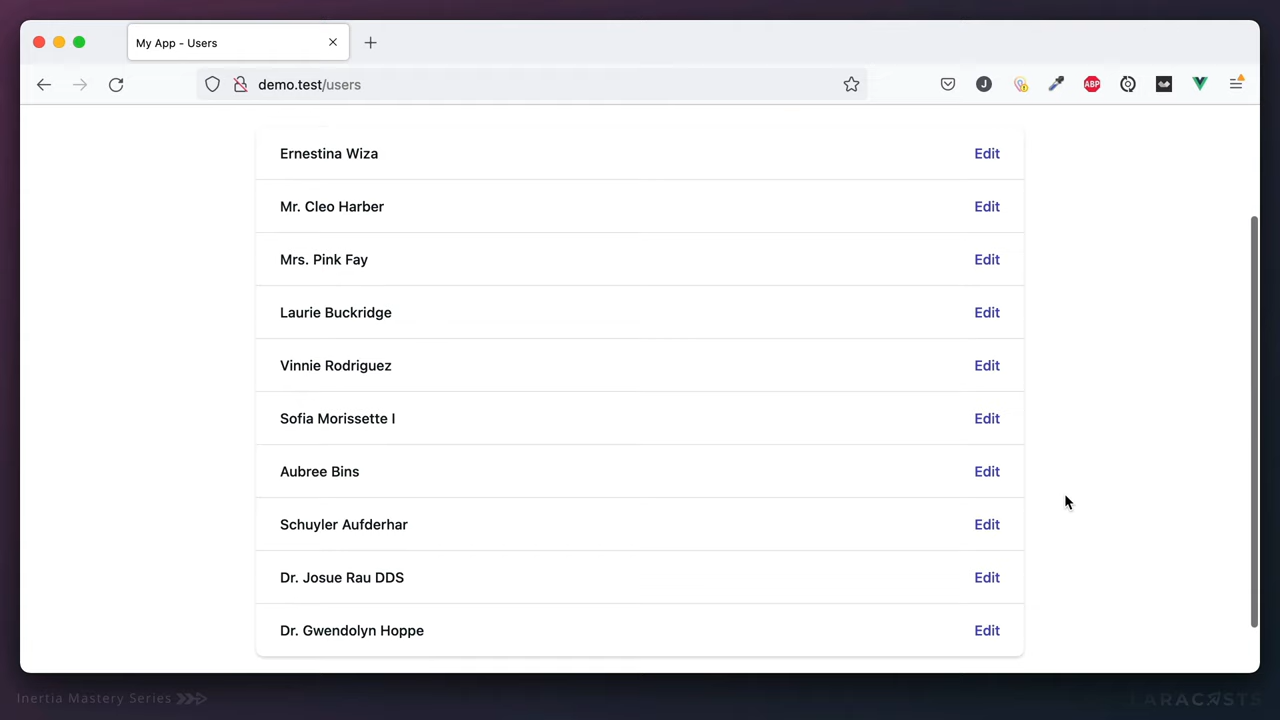 My App - Users
demo.test/users
J
ABP
Ernestina Wiza Edit
Mr. Cleo Harber Edit
Mrs. Pink Fay Edit
Laurie Buckridge Edit
Vinnie Rodriguez Edit
Sofia Morissette I Edit
Aubree Bins Edit
Schuyler Aufderhar Edit
Dr. Josue Rau DDS Edit
Dr. Gwendolyn Hoppe Edit
Inertia Mastery Series
LARACASTS